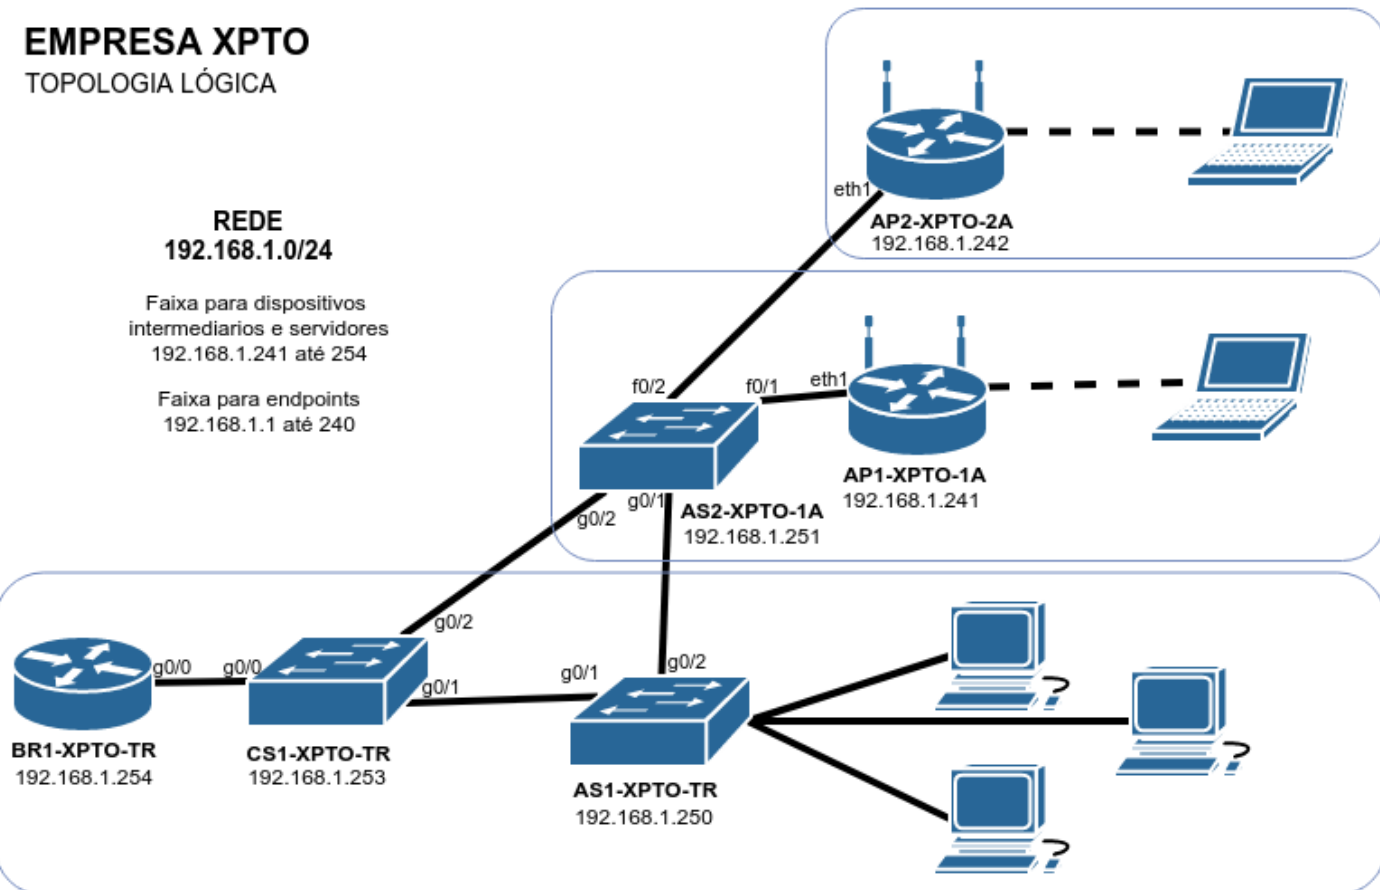 EMPRESA XPTO
TOPOLOGIA LÓGICA
REDE
192.168.1.0/24
Faixa para dispositivos
intermediarios e servidores
192.168.1.241 até 254
Faixa para endpoints
192.168.1.1 até 240
eth1
AP2-XPTO-2A
192.168.1.242
f0/2
f0/1
eth1
AP1-XPTO-1A
192.168.1.241
g0/1
g0/2
AS2-XPTO-1A
192.168.1.251
g0/2
g0/0
g0/0
g0/1
g0/1
g0/2
BR1-XPTO-TR
192.168.1.254
CS1-XPTO-TR
192.168.1.253
AS1-XPTO-TR
192.168.1.250